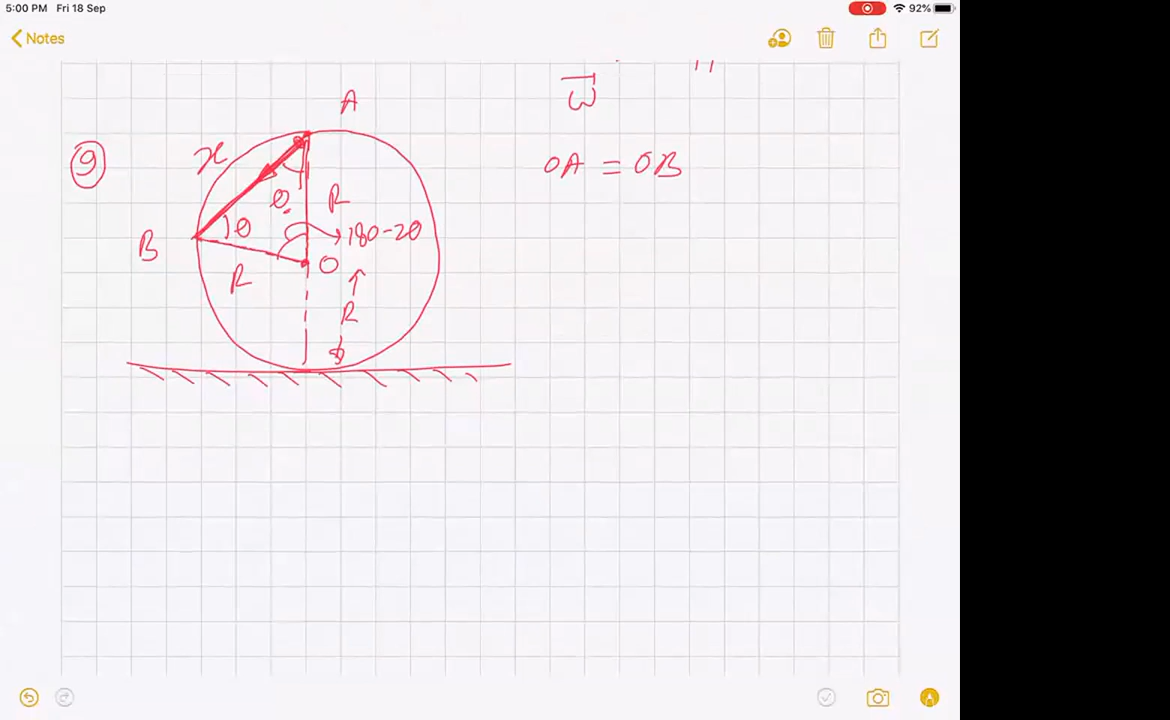 5:00 PM Fri 18 Sep
92%
Notes
A
ω
9
x
OA = OB
θ
R
B
θ
180-2θ
O
R
R